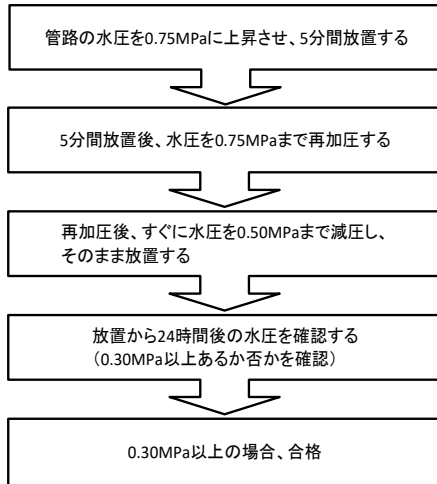 管路の水圧を0.75MPaに上昇させ、5分間放置する
5分間放置後、水圧を0.75MPaまで再加圧する
再加圧後、すぐに水圧を0.50MPaまで減圧し、
そのまま放置する
放置から24時間後の水圧を確認する
（0.30MPa以上あるか否かを確認）
0.30MPa以上の場合、合格